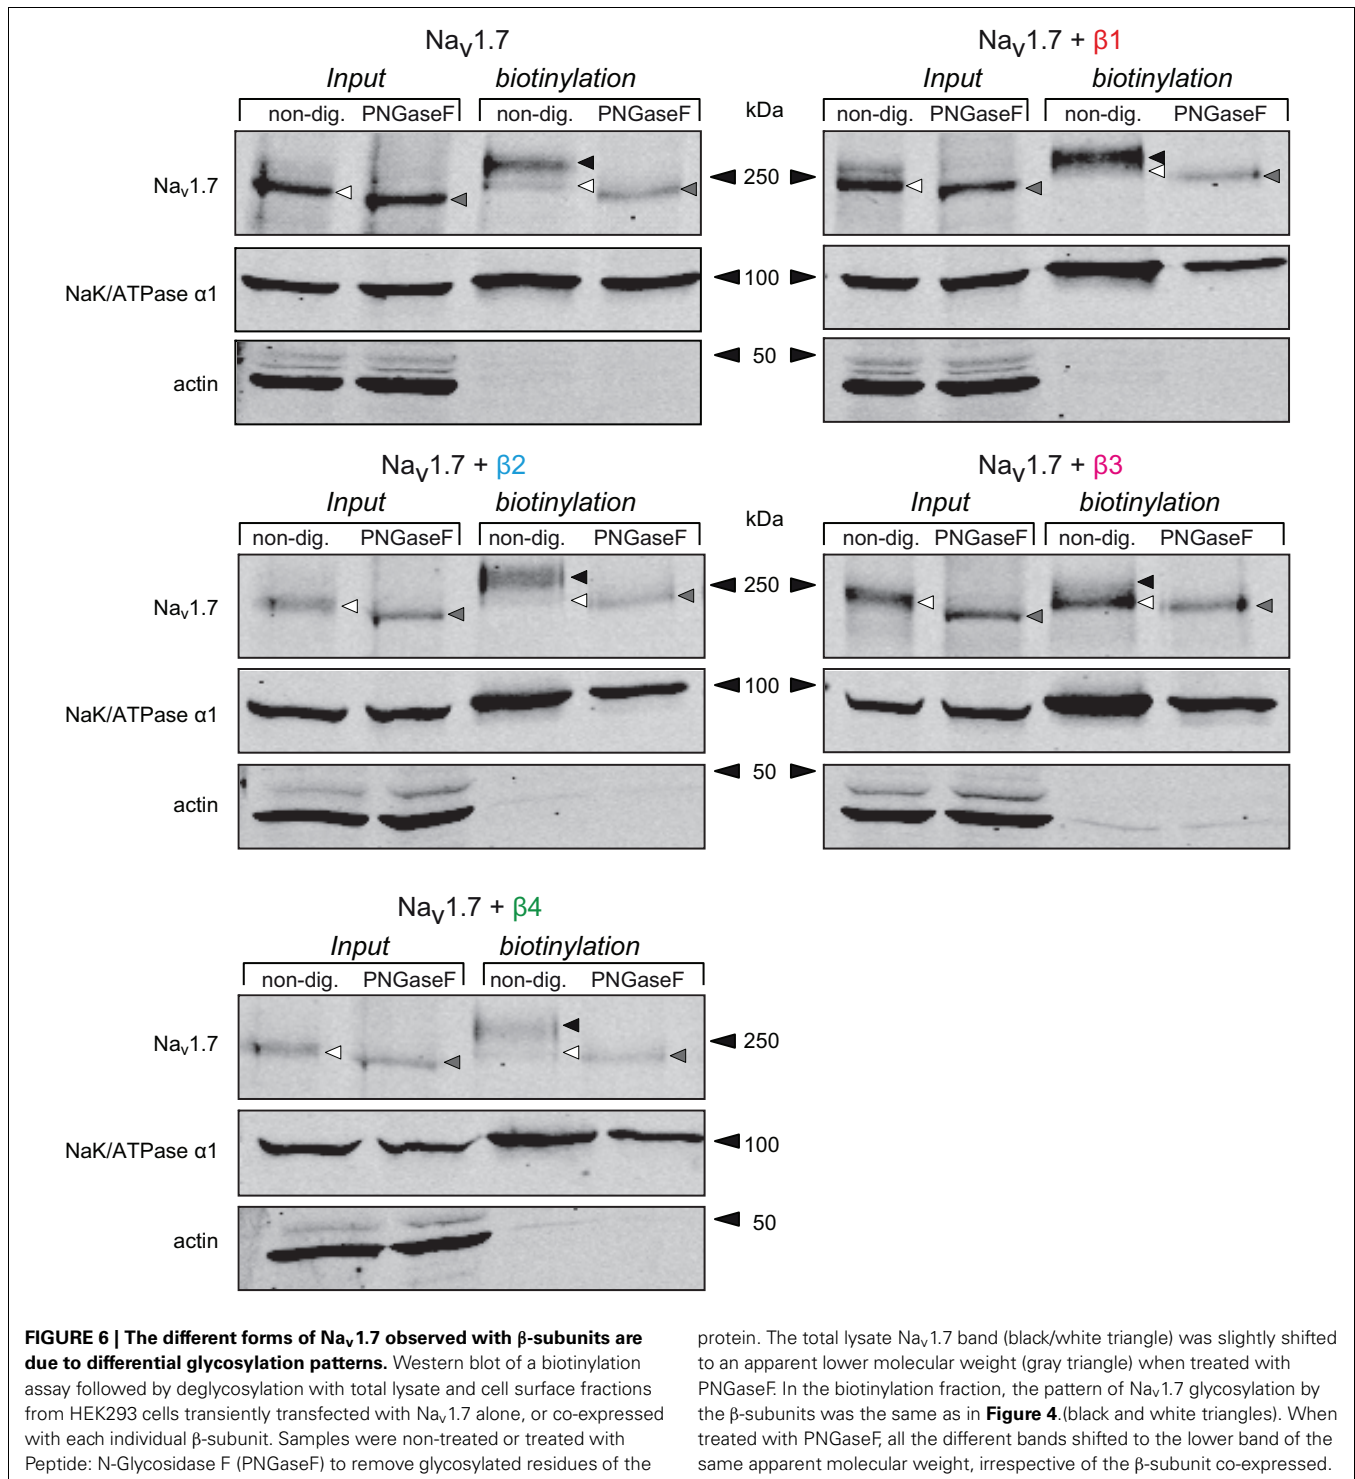 Nav1.7
Input biotinylation
non-dig. PNGaseF non-dig. PNGaseF
Nav1.7
NaK/ATPase α1
actin
kDa
250
100
50
Nav1.7 + β1
Input biotinylation
non-dig. PNGaseF non-dig. PNGaseF
Nav1.7 + β2
Input biotinylation
non-dig. PNGaseF non-dig. PNGaseF
Nav1.7
NaK/ATPase α1
actin
kDa
250
100
50
Nav1.7 + β3
Input biotinylation
non-dig. PNGaseF non-dig. PNGaseF
Nav1.7 + β4
Input biotinylation
non-dig. PNGaseF non-dig. PNGaseF
Nav1.7
NaK/ATPase α1
actin
250
100
50
FIGURE 6 | The different forms of Nav1.7 observed with β-subunits are
due to differential glycosylation patterns. Western blot of a biotinylation
assay followed by deglycosylation with total lysate and cell surface fractions
from HEK293 cells transiently transfected with Nav1.7 alone, or co-expressed
with each individual β-subunit. Samples were non-treated or treated with
Peptide: N-Glycosidase F (PNGaseF) to remove glycosylated residues of the
protein. The total lysate Nav1.7 band (black/white triangle) was slightly shifted
to an apparent lower molecular weight (gray triangle) when treated with
PNGaseF. In the biotinylation fraction, the pattern of Nav1.7 glycosylation by
the β-subunits was the same as in Figure 4.(black and white triangles). When
treated with PNGaseF, all the different bands shifted to the lower band of the
same apparent molecular weight, irrespective of the β-subunit co-expressed.